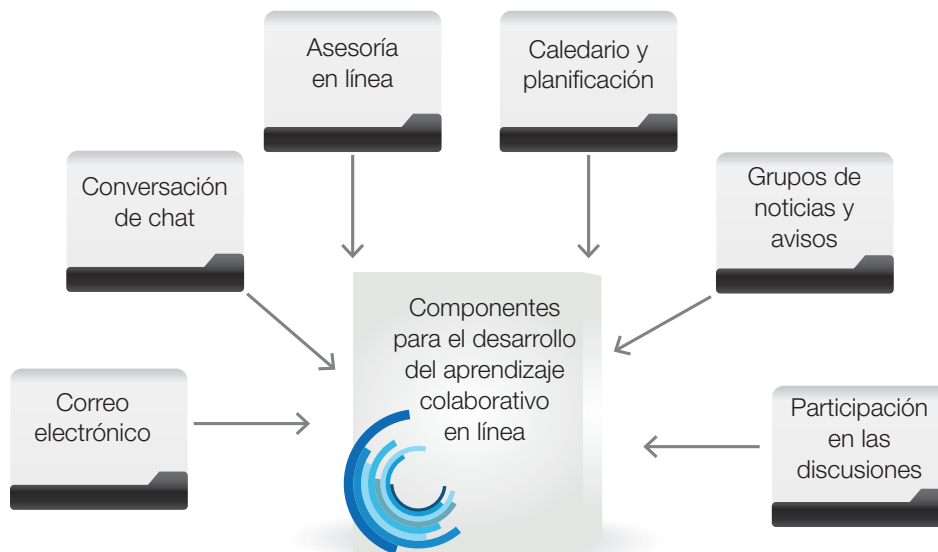 Asesoría
en línea
Caledario y
planificación
Conversación
de chat
Grupos de
noticias y
avisos
Componentes
para el desarrollo
del aprendizaje
colaborativo
en línea
Correo
electrónico
Participación
en las
discusiones